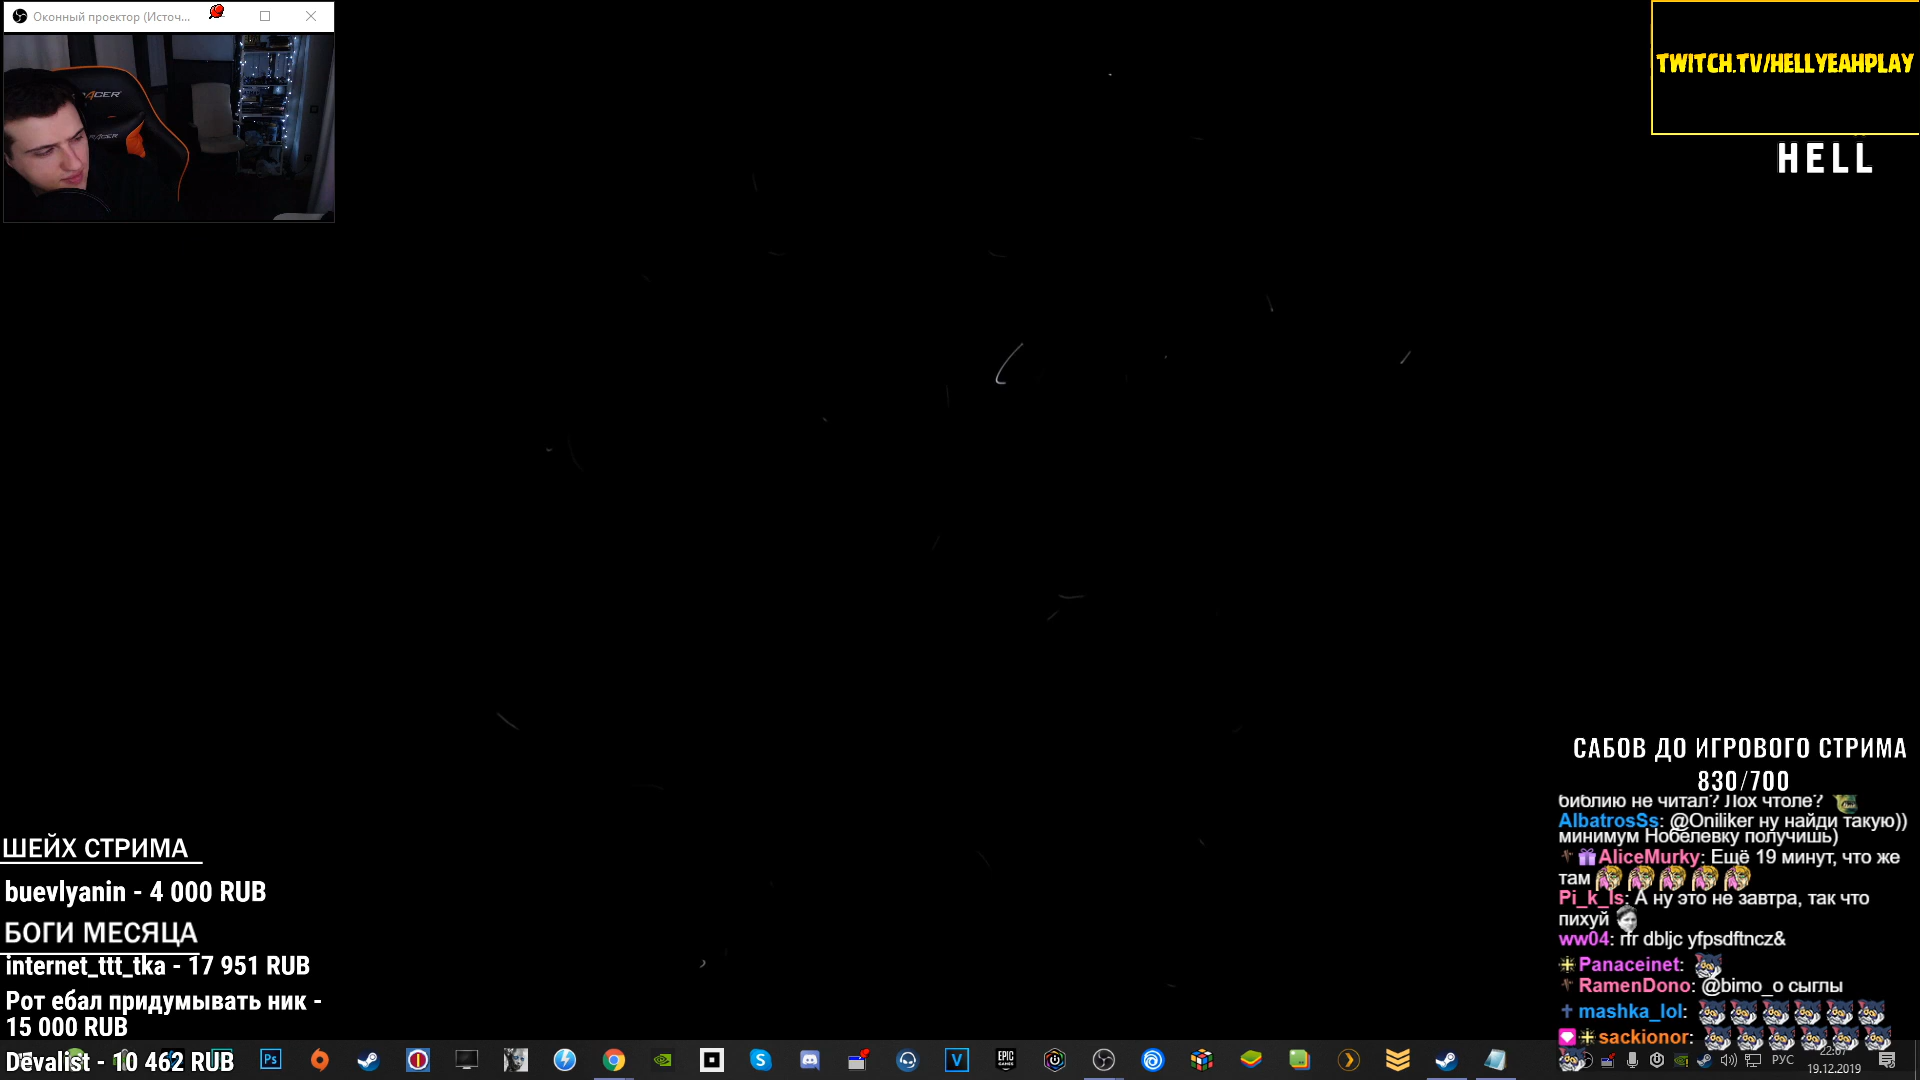 Оконный проектор (Источ...
TWITCH.TV/HELLYEAHPLAY
HELL
САБОВ ДО ИГРОВОГО СТРИМА
830/700
библию не читал? Лох чтоле?
AlbatrosSs: @Oniliker ну найди такую))
минимум Нобелевку получишь)
AliceMurky: Ещё 19 минут, что же
там
Pi_k_ls: А ну это не завтра, так что
пихуй
ww04: rfr dbljc yfpsdftncz&
Panaceinet:
RamenDono: @bimo_o сыглы
mashka_lol:
sackionor:
ШЕЙХ СТРИМА
buevlyanin - 4 000 RUB
БОГИ МЕСЯЦА
internet_ttt_tka - 17 951 RUB
Рот ебал придумывать ник -
15 000 RUB
Devalist - 10 462 RUB
Ps
EPIC
GAMES
РУС
19.12.2019